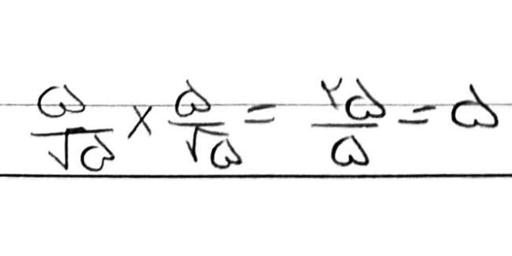 ۵/√۵ × ۵/√۵ = ۲۵/۵ = ۵